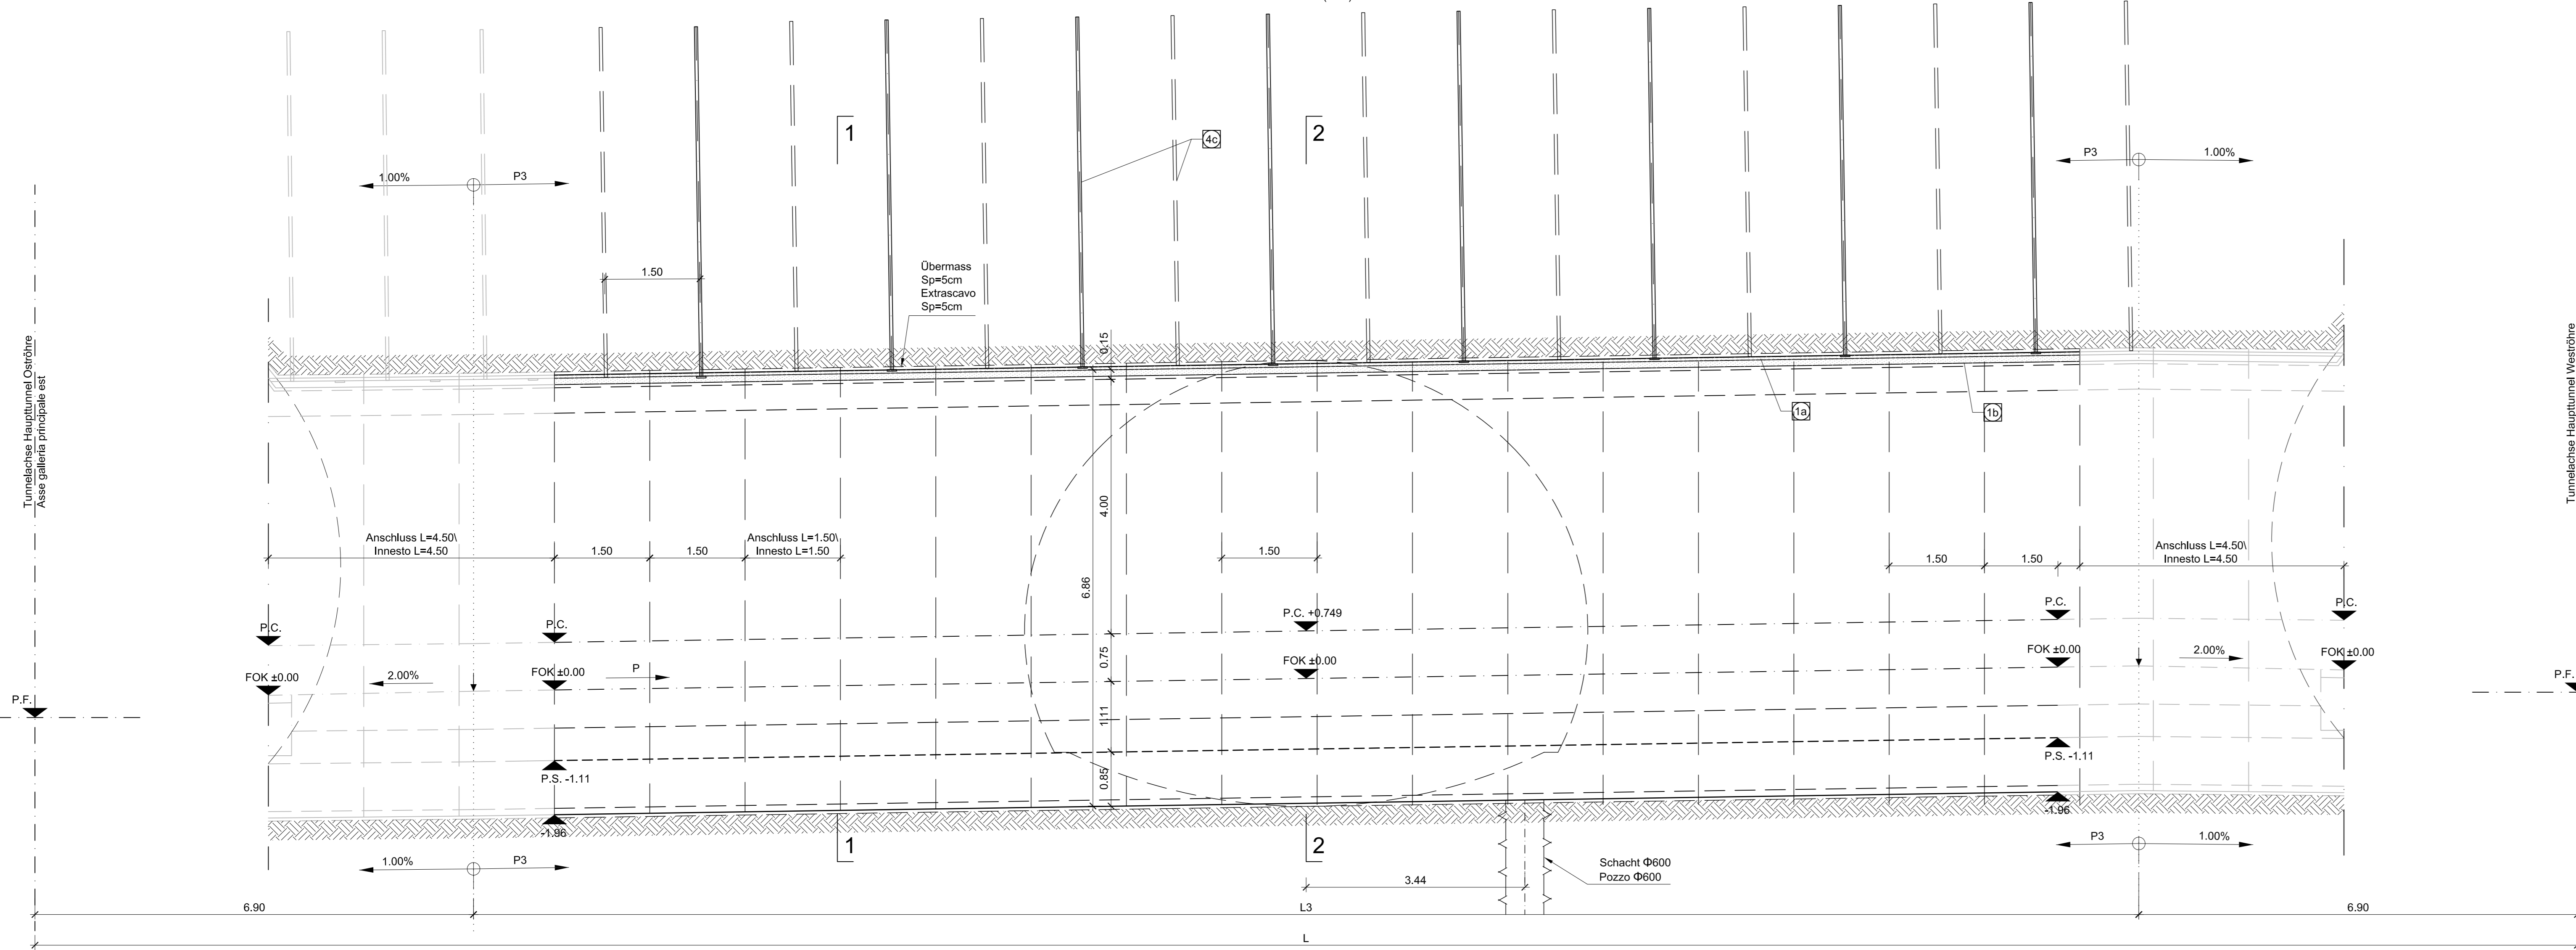 1
2
4c
1.00%
P3
P3
1.00%
1.50
Übermass
Sp=5cm
Extrascavo
Sp=5cm
0.15
Tunnelachse Haupttunnel Oströhre
Asse galleria principale est
Tunnelachse Haupttunnel Weströhre
1a
1b
4.00
6.86
Anschluss L=4.50\
Innesto L=4.50
1.50
1.50
Anschluss L=1.50\
Innesto L=1.50
1.50
1.50
1.50
Anschluss L=4.50\
Innesto L=4.50
P.C.
P.C.
P.C. +0.749
P.C.
P.C.
0.75
FOK ±0.00
2.00%
FOK ±0.00
P
FOK ±0.00
FOK ±0.00
2.00%
FOK ±0.00
P.F.
P.F.
1.11
P.S. -1.11
P.S. -1.11
0.85
-1.96
-1.96
1
2
1.00%
P3
P3
1.00%
Schacht Φ600
Pozzo Φ600
3.44
6.90
L3
6.90
L